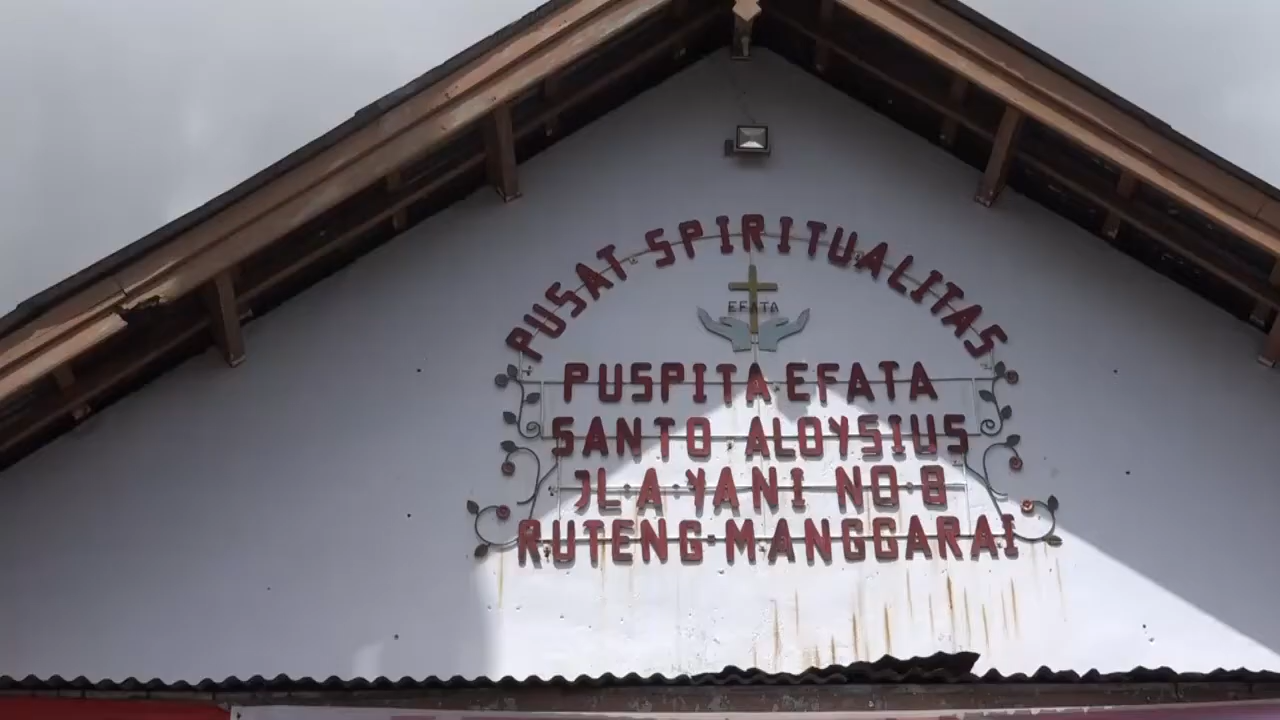 PUSAT SPIRITUALITAS
EFATA
PUSPITA EFATA
SANTO ALOYSIUS
JL A YANI NO 8
RUTENG-MANGGARAI